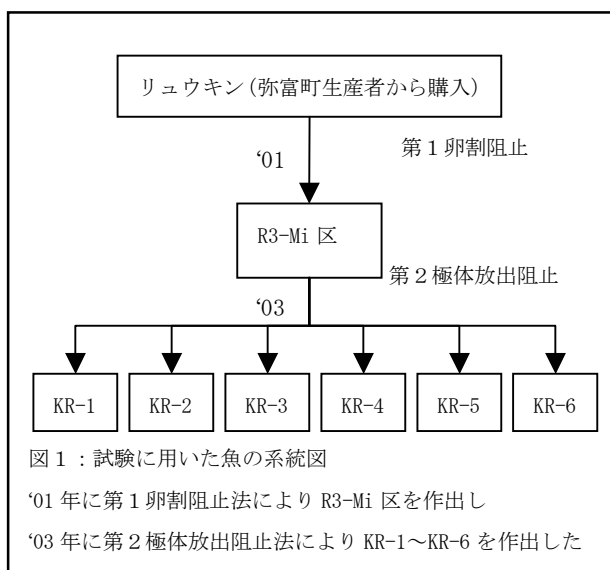 リュウキン(弥富町生産者から購入)
‘01
第1卵割阻止
R3-Mi 区
第2極体放出阻止
‘03
KR-1 KR-2 KR-3 KR-4 KR-5 KR-6
図1：試験に用いた魚の系統図
‘01 年に第1卵割阻止法により R3-Mi 区を作出し
‘03 年に第2極体放出阻止法により KR-1～KR-6 を作出した